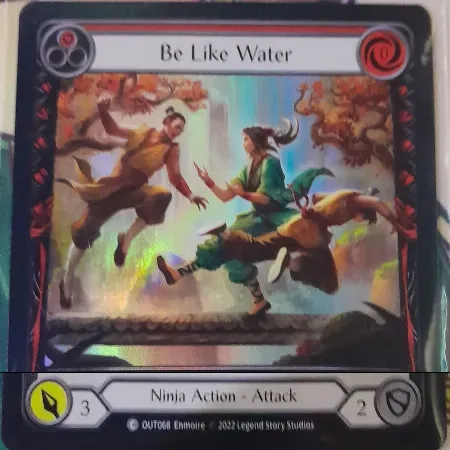 Be Like Water
0
Ninja Action - Attack
3
2
C OUT068 Enmoire © 2022 Legend Story Studios